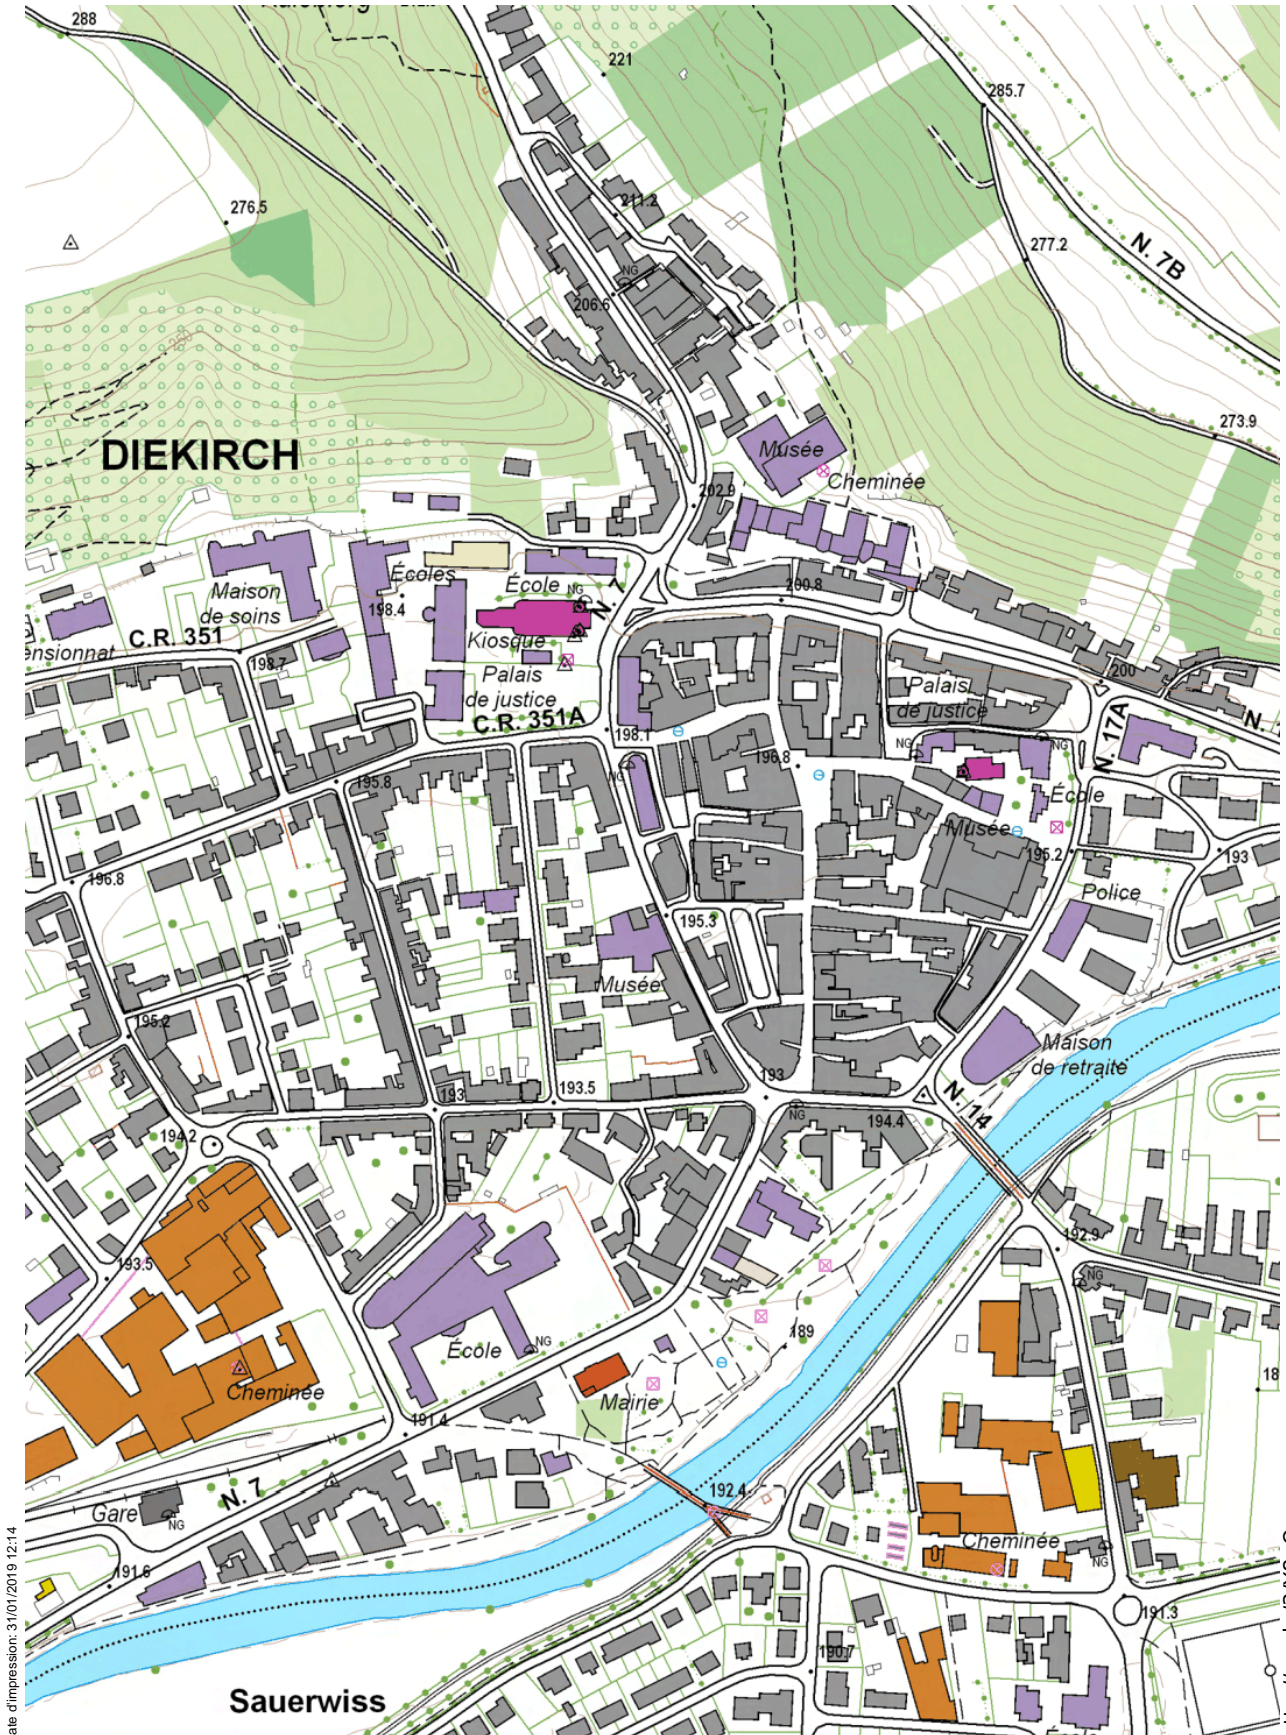 288
221
285.7
276.5
211.2
277.2
N. 7B
NG
206.6
250
273.9
DIEKIRCH
Musée
Cheminée
202.9
Écoles
École
NG
N. 7
200.8
Maison
de soins
198.4
Kiosque
C.R. 351
ensionnat
198.7
Palais
de justice
200
Palais
de justice
C.R. 351A
198.1
N. 17A
N.
NG
NG
196.8
NG
195.8
École
Musée
195.2
193
196.8
Police
195.3
Musée
195.2
Maison
de retraite
193
193.5
193
NG
N. 14
194.4
194.2
192.9
193.5
NG
189
École
NG
Cheminée
Mairie
18
191.4
N. 7
192.4
Gare
NG
Cheminée
NG
191.6
191.3
190.7
Sauerwiss
ate d'impression: 31/01/2019 12:14